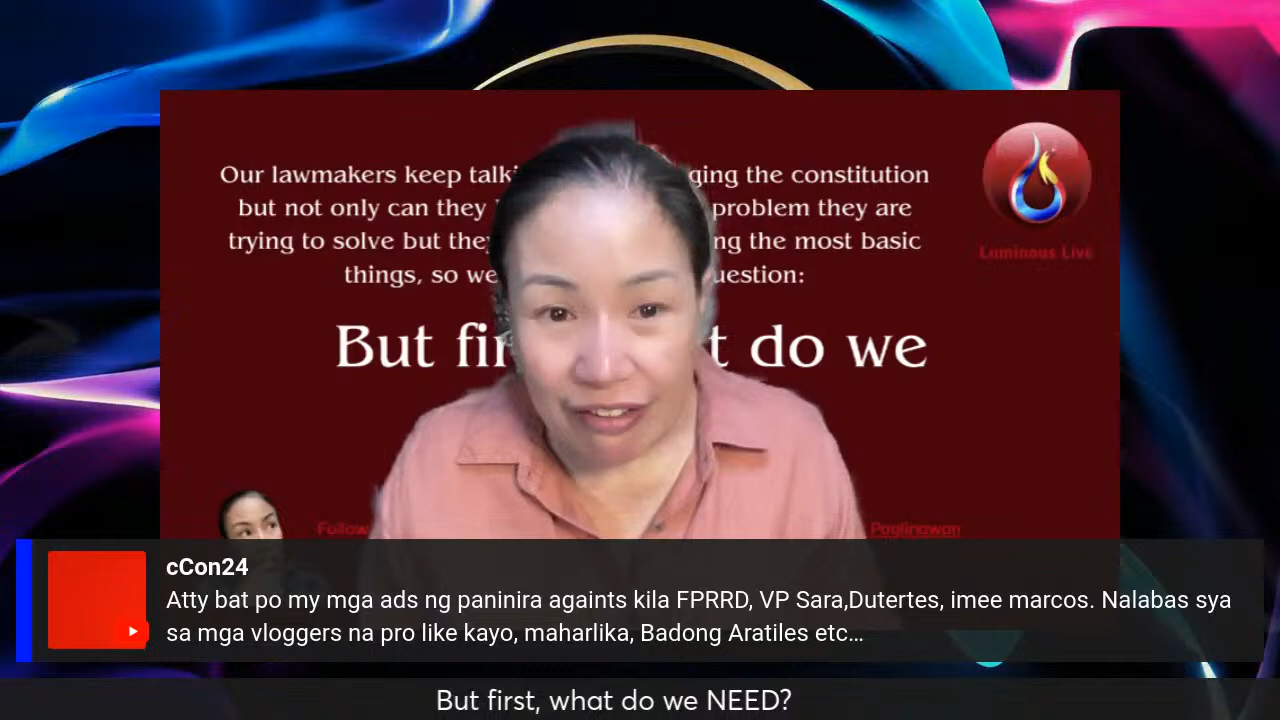 Our lawmakers keep talki ging the constitution
but not only can they problem they are
trying to solve but they ng the most basic
things, so we uestion:
But fir t do we
Luminous Live
Follow
Paglinawan
cCon24
Atty bat po my mga ads ng paninira againts kila FPRRD, VP Sara,Dutertes, imee marcos. Nalabas sya
sa mga vloggers na pro like kayo, maharlika, Badong Aratiles etc...
But first, what do we NEED?